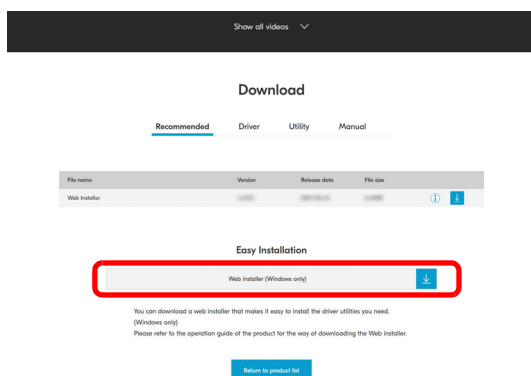 Show all videos
Download
Recommended Driver Utility Manual
File name Version Release date File size
Web Installer
Easy Installation
Web installer (Windows only)
You can download a web installer that makes it easy to install the driver utilities you need.
(Windows only)
Please refer to the operation guide of the product for the way of downloading the Web installer.
Return to product list